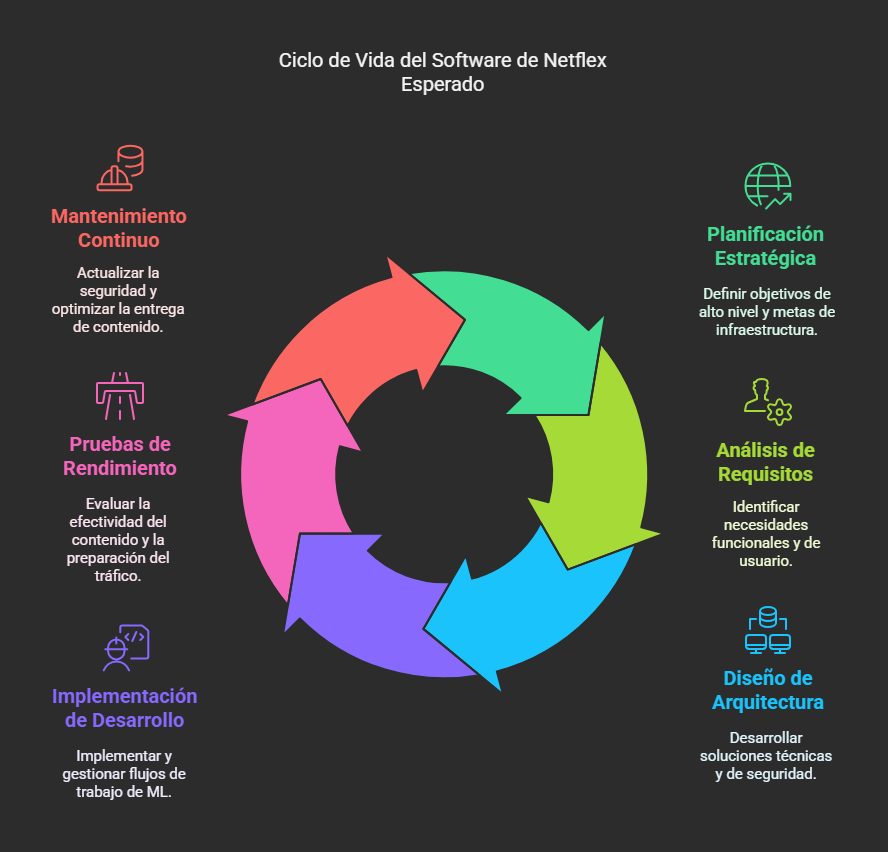 Ciclo de Vida del Software de Netflex
Esperado
Mantenimiento
Continuo
Actualizar la
seguridad y
optimizar la entrega
de contenido.
Planificación
Estratégica
Definir objetivos de
alto nivel y metas de
infraestructura.
Pruebas de
Rendimiento
Evaluar la
efectividad del
contenido y la
preparación del
tráfico.
Análisis de
Requisitos
Identificar
necesidades
funcionales y de
usuario.
Implementación
de Desarrollo
Implementar y
gestionar flujos de
trabajo de ML.
Diseño de
Arquitectura
Desarrollar
soluciones técnicas
y de seguridad.